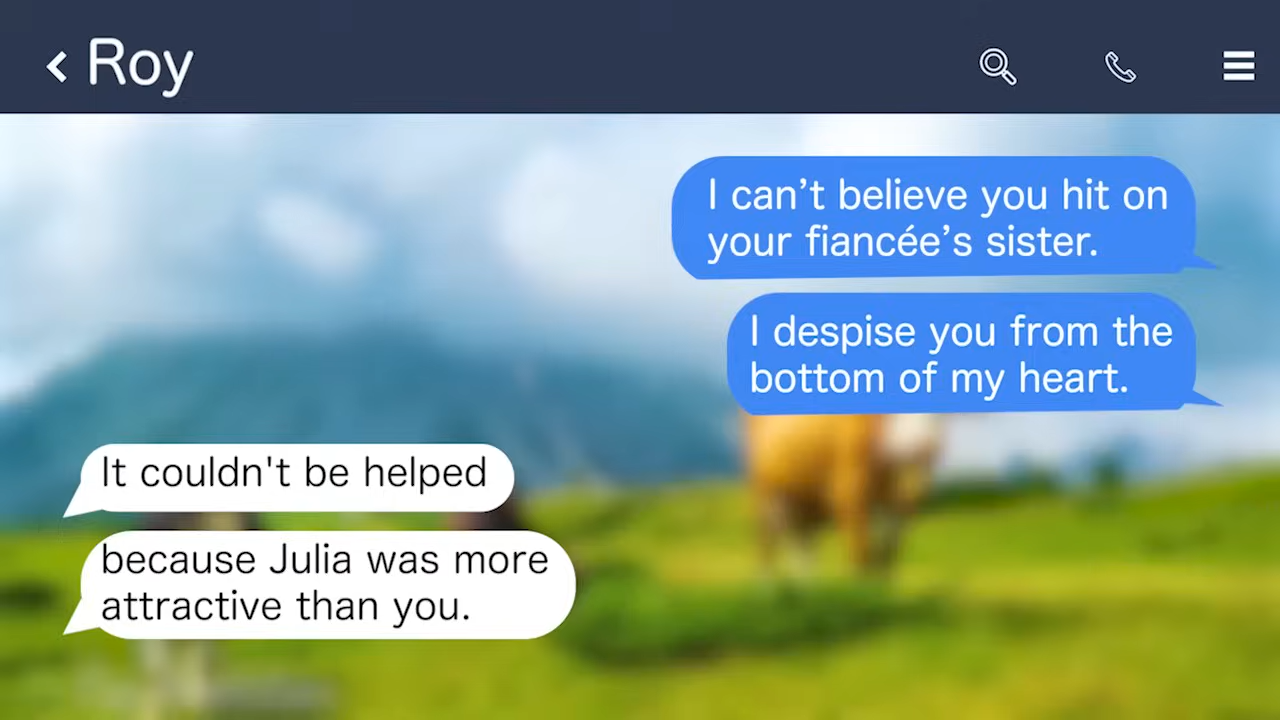 Roy
I can’t believe you hit on
your fiancée’s sister.
I despise you from the
bottom of my heart.
It couldn't be helped
because Julia was more
attractive than you.